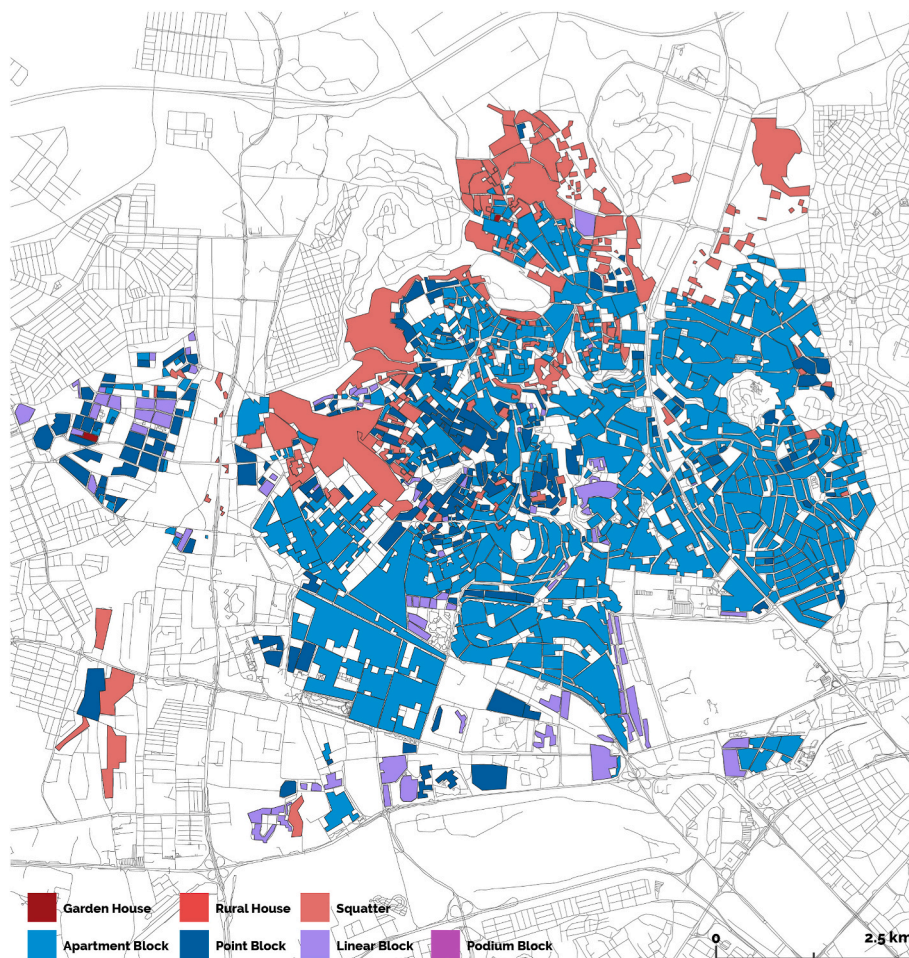 Garden House Rural House Squatter
Apartment Block Point Block Linear Block Podium Block
0 2.5 km